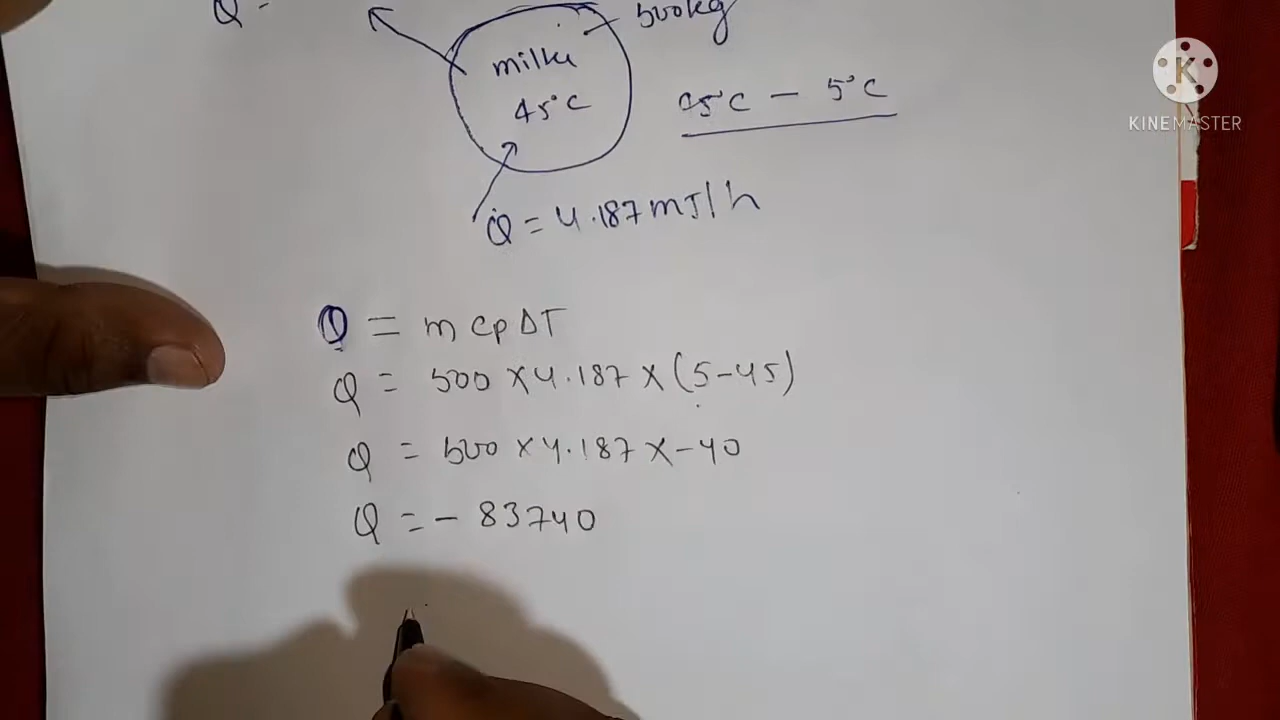 Q -
500kg
milk
45°C
45°C - 5°C
Q̇ = 4.187 mJ/h
Q = m Cp ΔT
Q = 500 × 4.187 × (5-45)
Q = 500 × 4.187 × -40
Q = - 83740
K
KINEMASTER